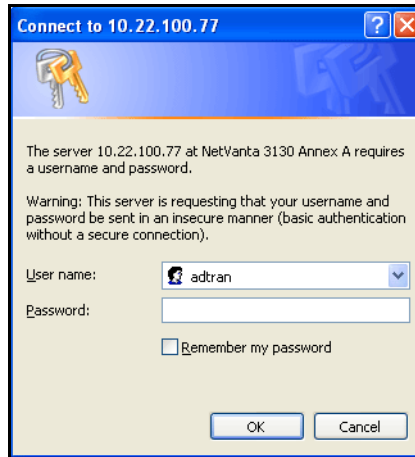 Connect to 10.22.100.77
The server 10.22.100.77 at NetVanta 3130 Annex A requires
a username and password.
Warning: This server is requesting that your username and
password be sent in an insecure manner (basic authentication
without a secure connection).
User name:
adtran
Password:
Remember my password
OK
Cancel